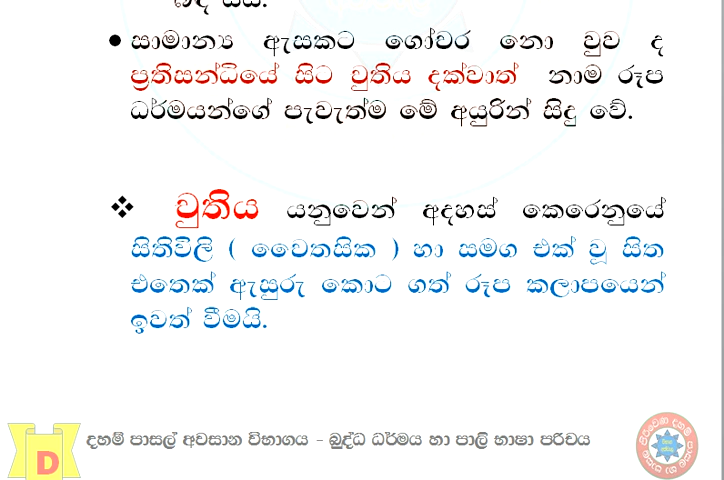 සාමාන්‍ය ඇසකට ගෝචර නො වුව ද
ප්‍රතිසන්ධියේ සිට චුතිය දක්වාත් නාම රූප
ධර්මයන්ගේ පැවැත්ම මේ අයුරින් සිදු වේ.
චුතිය යනුවෙන් අදහස් කෙරෙනුයේ
සිතිවිලි ( චෛතසික ) හා සමග එක් වූ සිත
එතෙක් ඇසුරු කොට ගත් රූප කලාපයෙන්
ඉවත් වීමයි.
D
දහම් පාසල් අවසාන විභාගය - බුද්ධ ධර්මය හා පාලි භාෂා පරිචය